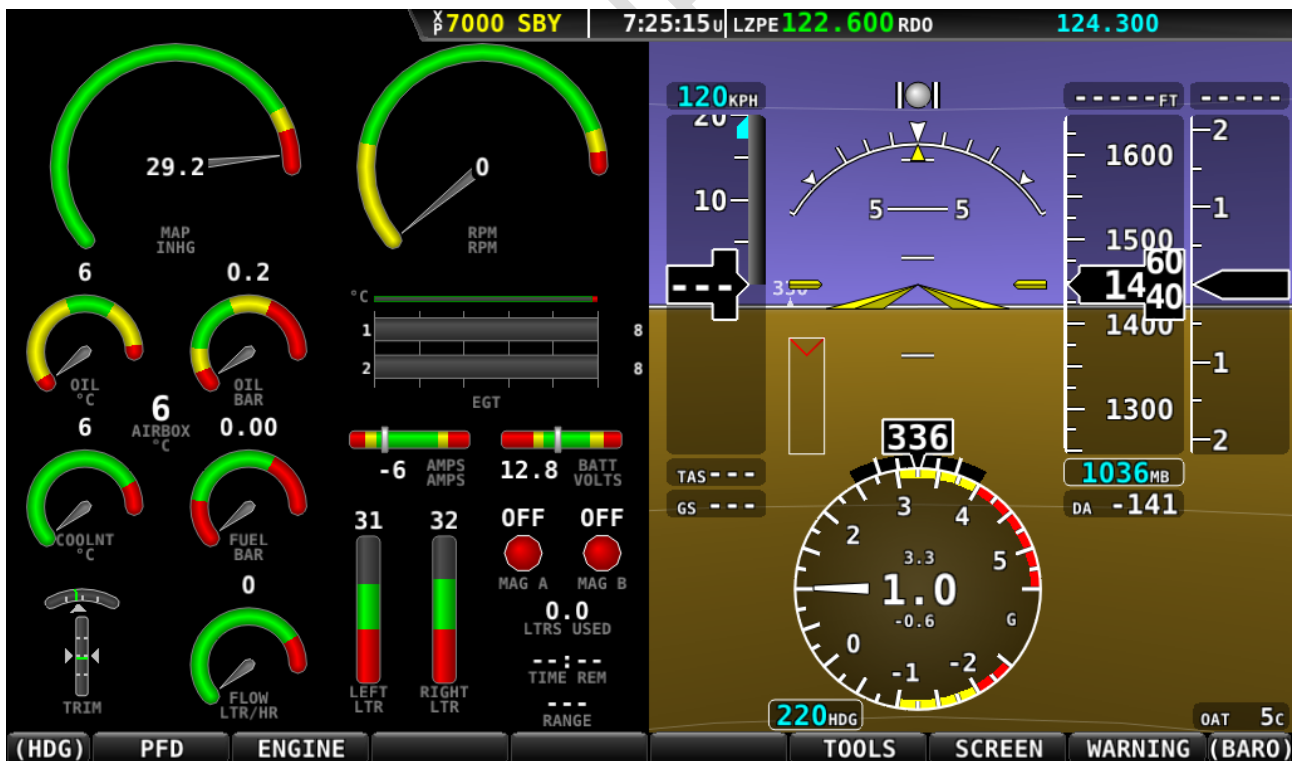 XP 7000 SBY 7:25:15U LZPE 122.600 RDO 124.300
29.2
MAP
INHG
0
RPM
RPM
6
OIL
°C
0.2
OIL
BAR
6
AIRBOX
°C
6
COOLNT
°C
0.00
FUEL
BAR
0
FLOW
LTR/HR
TRIM
°C
1 8
2 8
EGT
-6 AMPS
AMPS
12.8 BATT
VOLTS
31 32
LEFT
LTR
RIGHT
LTR
OFF OFF
MAG A MAG B
0.0
LTRS USED
--:--
TIME REM
---
RANGE
120KPH
20
10
---
TAS---
GS ---
5 5
330
-----FT -----
1600
1500
14 60
40
1400
1300
2
1
1
2
1036MB
DA -141
336
3
4
2
5
3.3
1.0
-0.6
G
0
-1
-2
220HDG
OAT 5C
(HDG) PFD ENGINE TOOLS SCREEN WARNING (BARO)